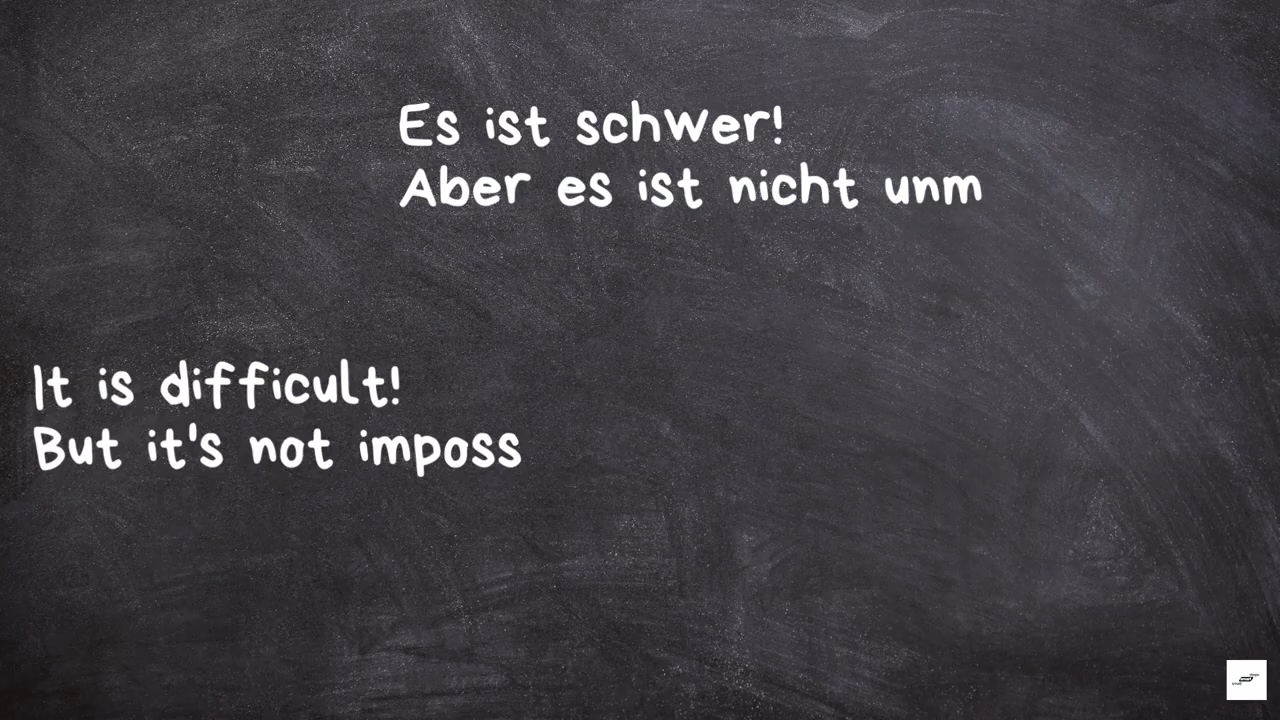 Es ist schwer!
Aber es ist nicht unm
It is difficult!
But it's not imposs